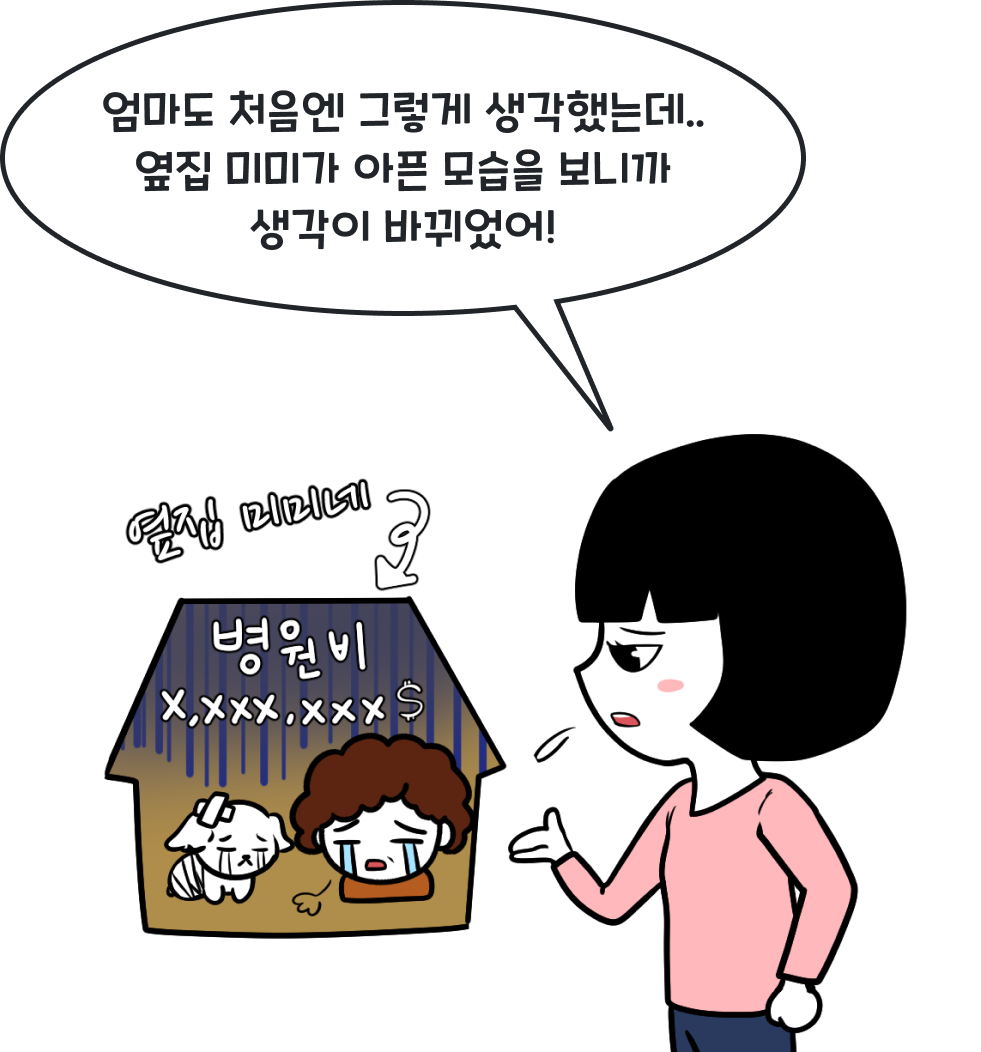 엄마도 처음엔 그렇게 생각했는데..
옆집 미미가 아픈 모습을 보니까
생각이 바뀌었어!
옆집 미미네
병원비
x,xxx,xxx $